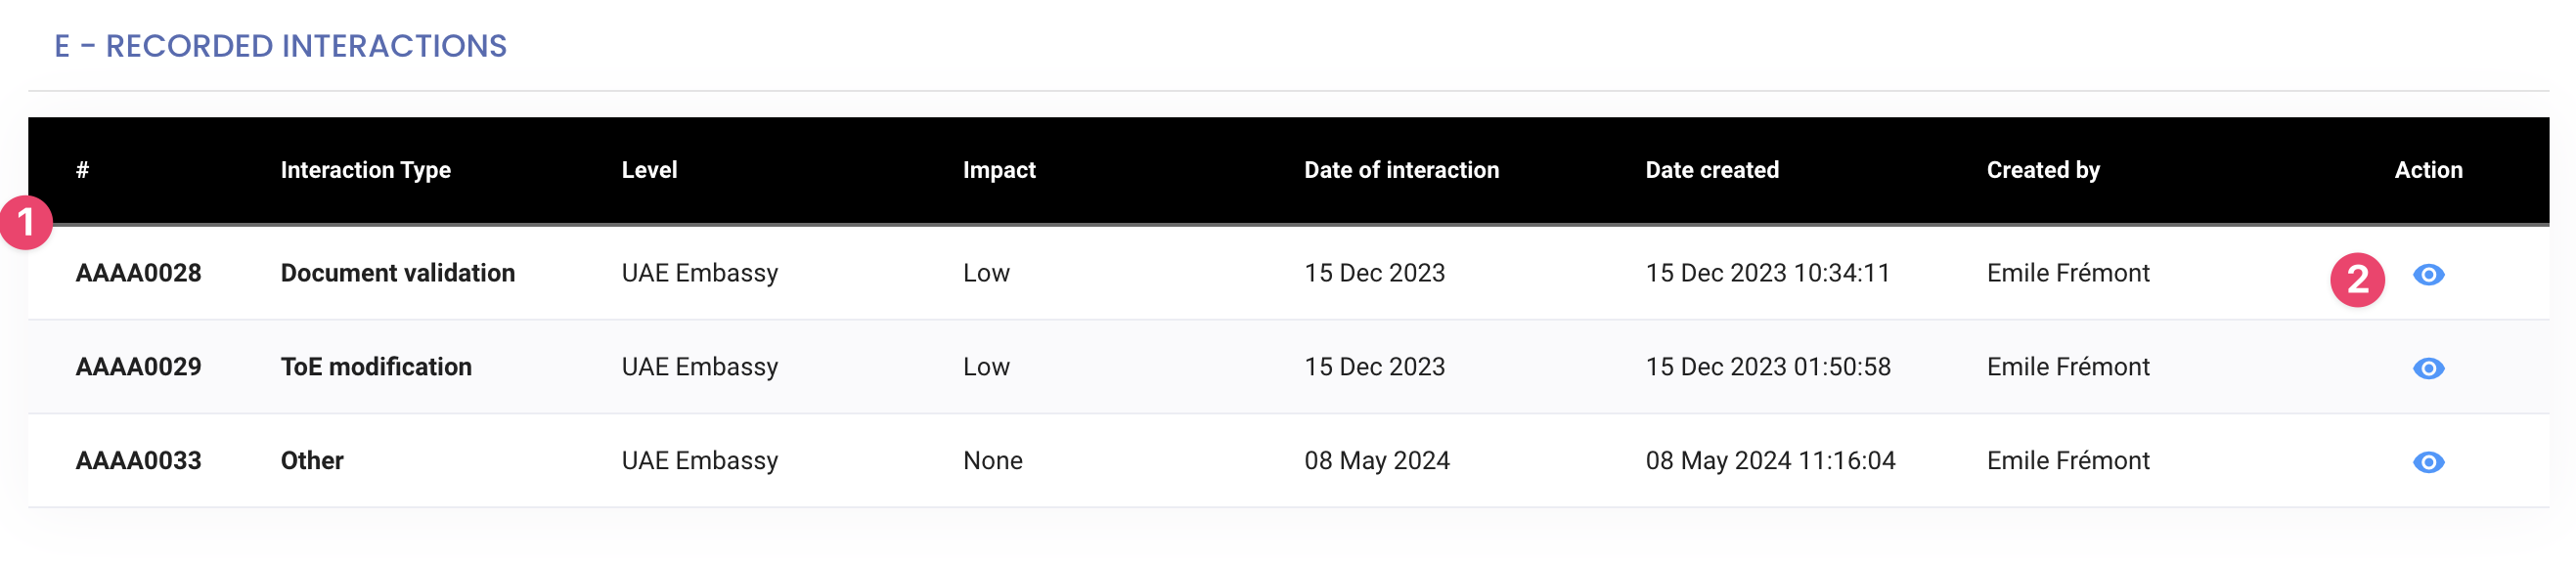 E - RECORDED INTERACTIONS
# Interaction Type Level Impact Date of interaction Date created Created by Action
1
AAAA0028 Document validation UAE Embassy Low 15 Dec 2023 15 Dec 2023 10:34:11 Emile Frémont 2
AAAA0029 ToE modification UAE Embassy Low 15 Dec 2023 15 Dec 2023 01:50:58 Emile Frémont
AAAA0033 Other UAE Embassy None 08 May 2024 08 May 2024 11:16:04 Emile Frémont